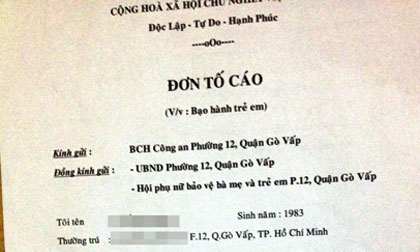 CỘNG HOÀ XÃ HỘI CHỦ NGHĨA
Độc Lập - Tự Do - Hạnh Phúc
----oOo----
ĐƠN TỐ CÁO
(V/v : Bạo hành trẻ em)
Kính gửi : BCH Công an Phường 12, Quận Gò Vấp
Đồng kính gửi : - UBND Phường 12, Quận Gò Vấp
- Hội phụ nữ bảo vệ bà mẹ và trẻ em P.12, Quận Gò Vấp
Tôi tên Sinh năm : 1983
Thường trú : F.12, Q.Gò Vấp, TP. Hồ Chí Minh